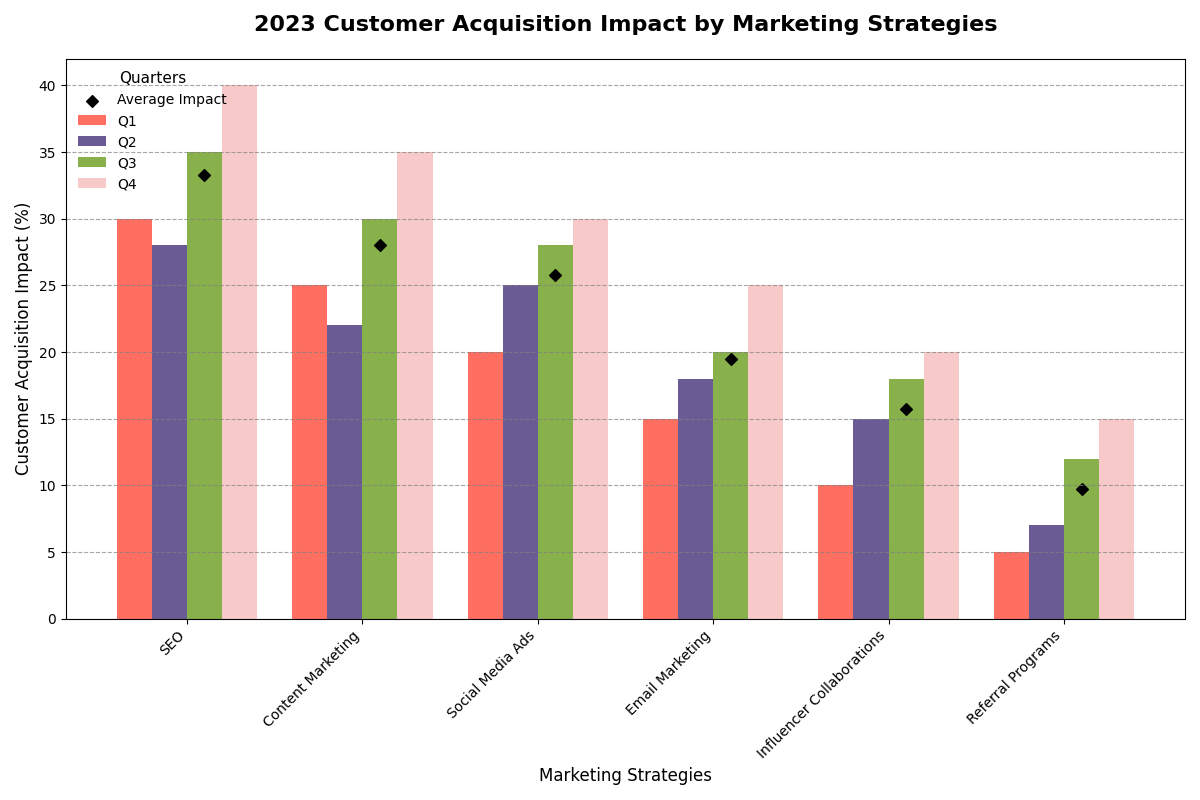 2023 Customer Acquisition Impact by Marketing Strategies
Quarters
Average Impact
Q1
Q2
Q3
Q4
Customer Acquisition Impact (%)
40
35
30
25
20
15
10
5
0
SEO
Content Marketing
Social Media Ads
Email Marketing
Influencer Collaborations
Referral Programs
Marketing Strategies